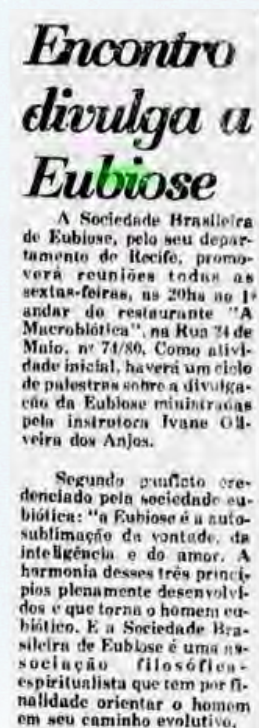 Encontro
divulga a
Eubiose
A Sociedade Brasileira
de Eubiose, pelo seu depar-
tamento de Recife, promo-
verá reuniões todas as
sextas-feiras, às 20hs no 1º
andar do restaurante "A
Macrobiótica", na Rua 24 de
Maio, nº 74/80. Como ativi-
dade inicial, haverá um ciclo
de palestras sobre a divulga-
ção da Eubiose ministradas
pela instrutora Ivane Oli-
veira dos Anjos.
Segundo panfleto cre-
denciado pela sociedade eu-
biótica: "a Eubiose é a auto-
sublimação da vontade, da
inteligência e do amor. A
harmonia desses três princí-
pios plenamente desenvolvi-
dos é que torna o homem eu-
biótico. E a Sociedade Bra-
sileira de Eubiose é uma as-
sociação filosófica-
espiritualista que tem por fi-
nalidade orientar o homem
em seu caminho evolutivo.